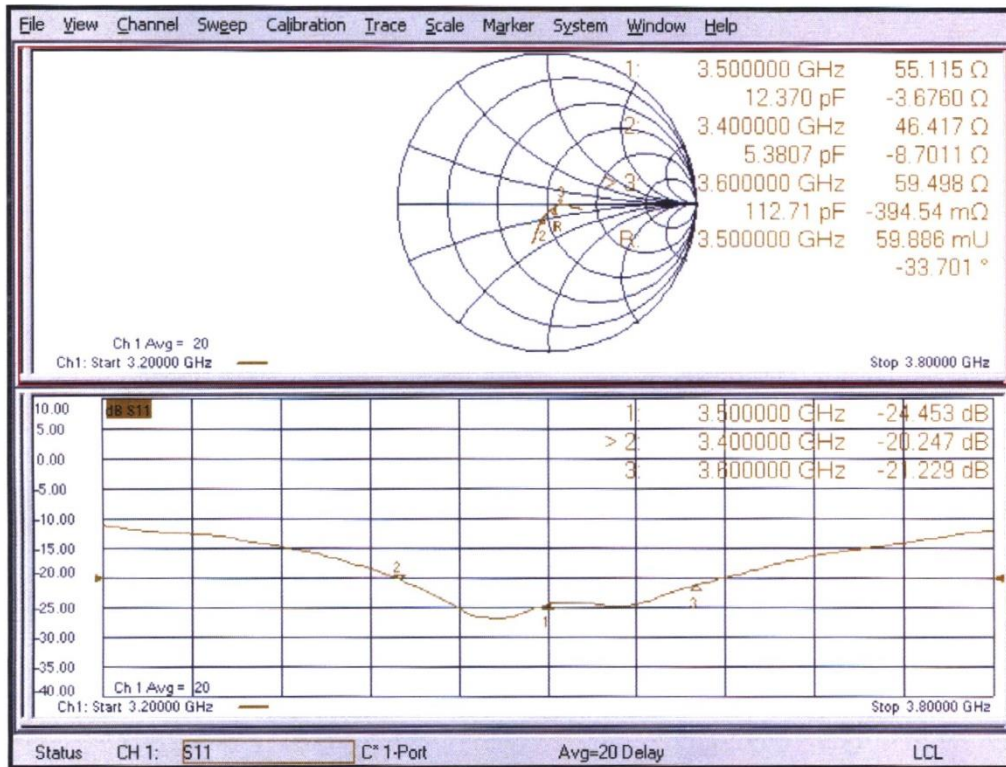 File View Channel Sweep Calibration Trace Scale Marker System Window Help
1: 3.500000 GHz 55.115 Ω
12.370 pF -3.6760 Ω
2: 3.400000 GHz 46.417 Ω
5.3807 pF -8.7011 Ω
> 3: 3.600000 GHz 59.498 Ω
112.71 pF -394.54 mΩ
R: 3.500000 GHz 59.886 mU
-33.701 °
3
2
R
Ch 1 Avg = 20
Ch1: Start 3.20000 GHz
Stop 3.80000 GHz
10.00
5.00
0.00
-5.00
-10.00
-15.00
-20.00
-25.00
-30.00
-35.00
-40.00
dB S11
1: 3.500000 GHz -24.453 dB
> 2: 3.400000 GHz -20.247 dB
3: 3.600000 GHz -21.229 dB
2
1
3
Ch 1 Avg = 20
Ch1: Start 3.20000 GHz
Stop 3.80000 GHz
Status CH 1: S11 C* 1-Port Avg=20 Delay LCL